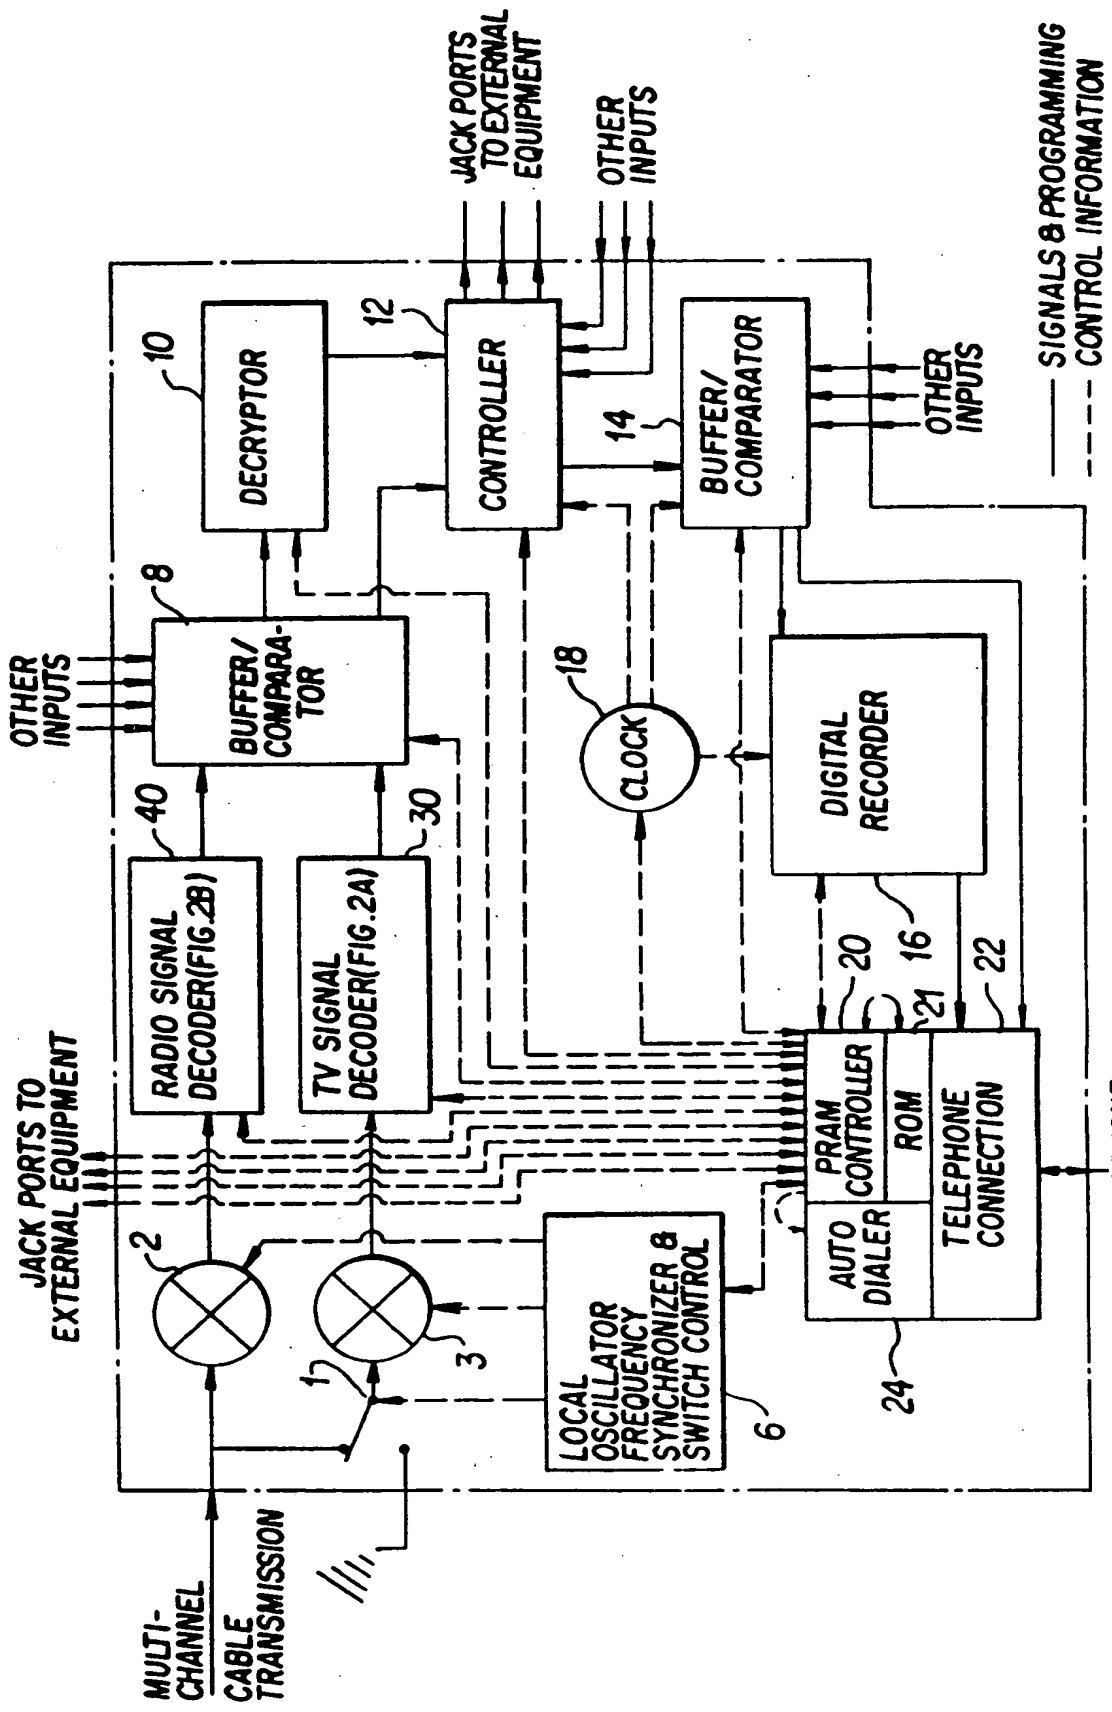 MULTI-
CHANNEL
CABLE
TRANSMISSION
JACK PORTS TO
EXTERNAL EQUIPMENT
OTHER
INPUTS
2
RADIO SIGNAL
DECODER(FIG.2B)
40
BUFFER/
COMPARA-
TOR
8
DECRYPTOR
10
1
3
TV SIGNAL
DECODER(FIG.2A)
30
CONTROLLER
12
JACK PORTS
TO EXTERNAL
EQUIPMENT
OTHER
INPUTS
LOCAL
OSCILLATOR
FREQUENCY
SYNCHRONIZER &
SWITCH CONTROL
6
CLOCK
18
BUFFER/
COMPARATOR
14
OTHER
INPUTS
DIGITAL
RECORDER
16
AUTO
DIALER
24
PRAM
CONTROLLER
20
ROM
21
TELEPHONE
CONNECTION
22
SIGNALS & PROGRAMMING
CONTROL INFORMATION